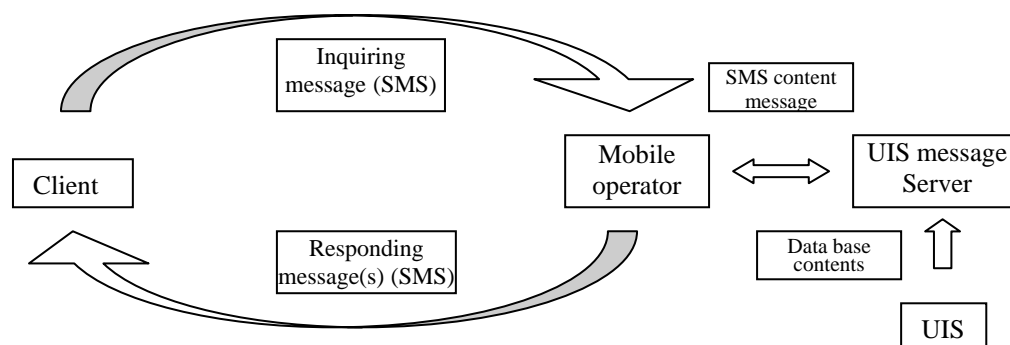 Inquiring
message (SMS)
SMS content
message
Client
Mobile
operator
UIS message
Server
Responding
message(s) (SMS)
Data base
contents
UIS